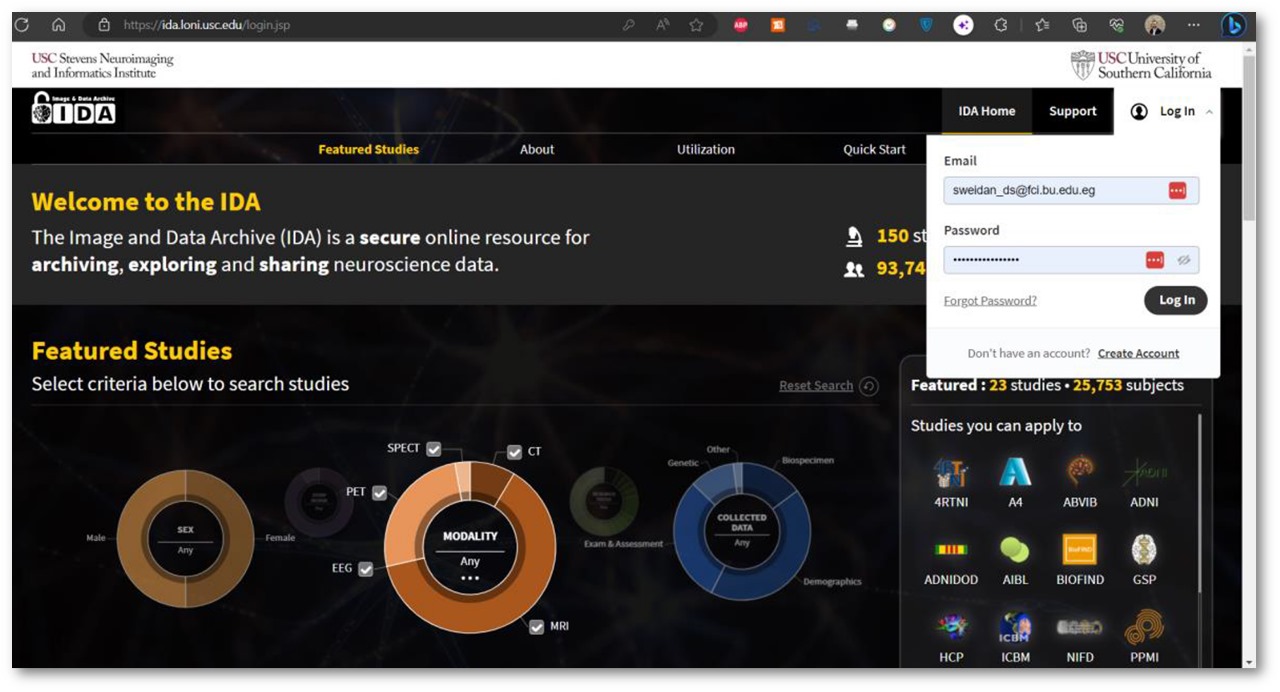 https://ida.loni.usc.edu/login.jsp
ABP
USC Stevens Neuroimaging
and Informatics Institute
USC University of
Southern California
Image & Data Archive
IDA
IDA Home
Support
Log In
Featured Studies
About
Utilization
Quick Start
Email
sweidan_ds@fci.bu.edu.eg
Password
••••••••••••••••
Forgot Password?
Log In
Don't have an account? Create Account
Welcome to the IDA
The Image and Data Archive (IDA) is a secure online resource for
archiving, exploring and sharing neuroscience data.
150 st
93,74
Featured Studies
Select criteria below to search studies
Reset Search
Featured : 23 studies • 25,753 subjects
Studies you can apply to
SPECT
CT
PET
EEG
MRI
MODALITY
Any
•••
Male
SEX
Any
Female
Other
Genetic
Biospecimen
COLLECTED
DATA
Any
Exam & Assessment
Demographics
4RTNI
A4
ABVIB
ADNI
ADNIDOD
AIBL
BIOFIND
GSP
ICBM
HCP
ICBM
NIFD
PPMI